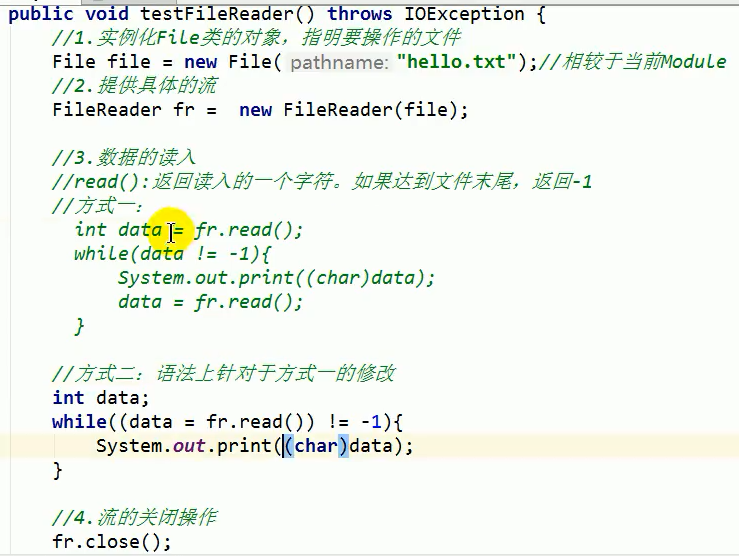 public void testFileReader() throws IOException {
//1.实例化File类的对象，指明要操作的文件
File file = new File( pathname: "hello.txt");//相较于当前Module
//2.提供具体的流
FileReader fr =  new FileReader(file);
//3.数据的读入
//read():返回读入的一个字符。如果达到文件末尾，返回-1
//方式一：
int data = fr.read();
while(data != -1){
System.out.print((char)data);
data = fr.read();
}
//方式二：语法上针对于方式一的修改
int data;
while((data = fr.read()) != -1){
System.out.print((char)data);
}
//4.流的关闭操作
fr.close();